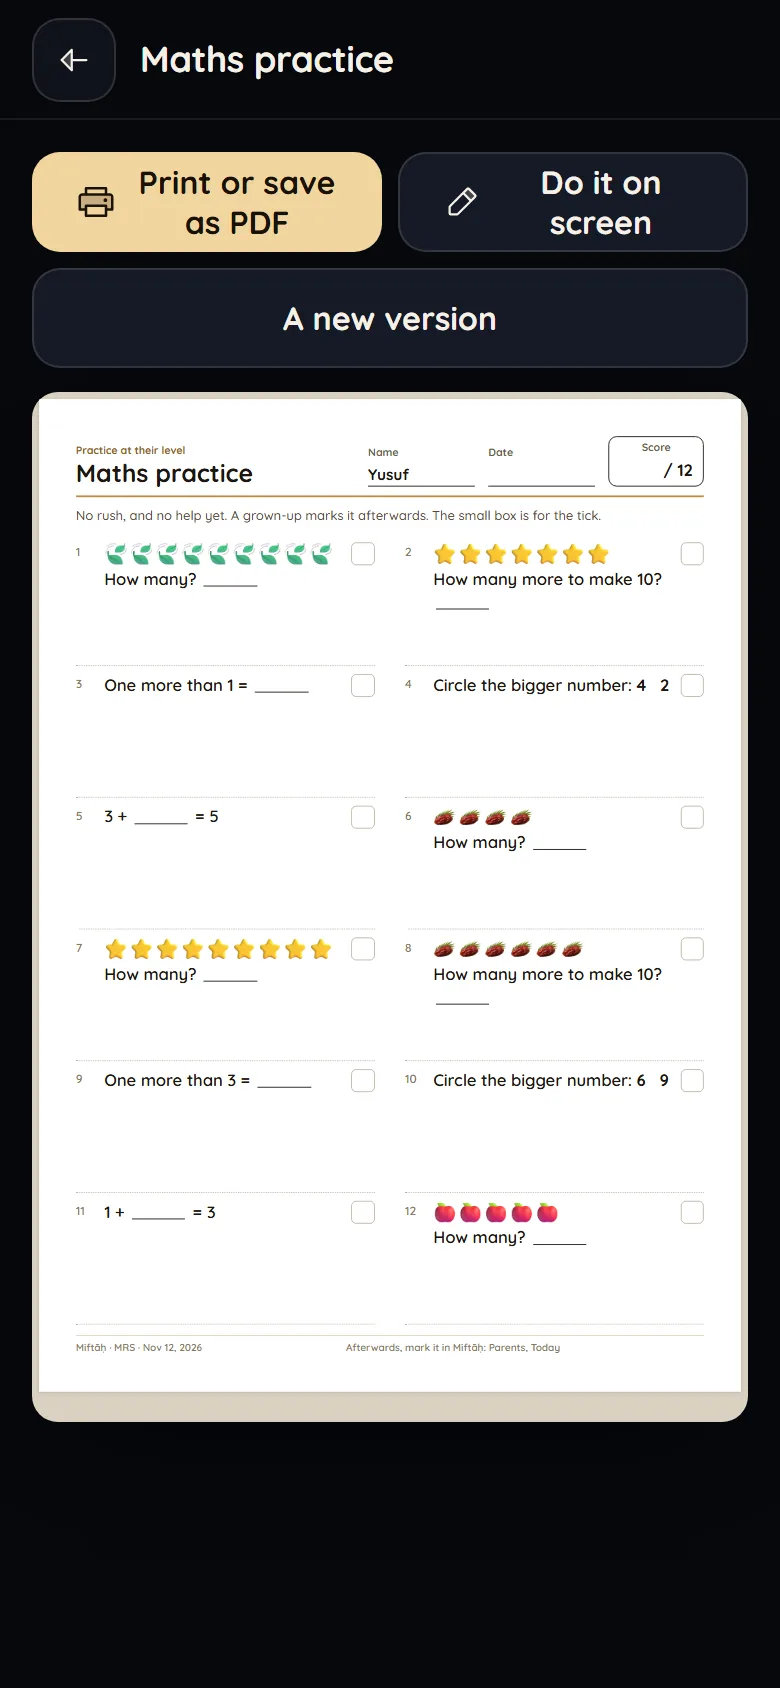 Maths practice
Print or save
as PDF
Do it on
screen
A new version
Practice at their level
Maths practice
Name
Yusuf
Date
Score
/ 12
No rush, and no help yet. A grown-up marks it afterwards. The small box is for the tick.
1
How many? ______
2
How many more to make 10?
______
3 One more than 1 = ______
4 Circle the bigger number: 4 2
5 3 + ______ = 5
6
How many? ______
7
How many? ______
8
How many more to make 10?
______
9 One more than 3 = ______
10 Circle the bigger number: 6 9
11 1 + ______ = 3
12
How many? ______
Miftāḥ · MRS · Nov 12, 2026
Afterwards, mark it in Miftāḥ: Parents, Today